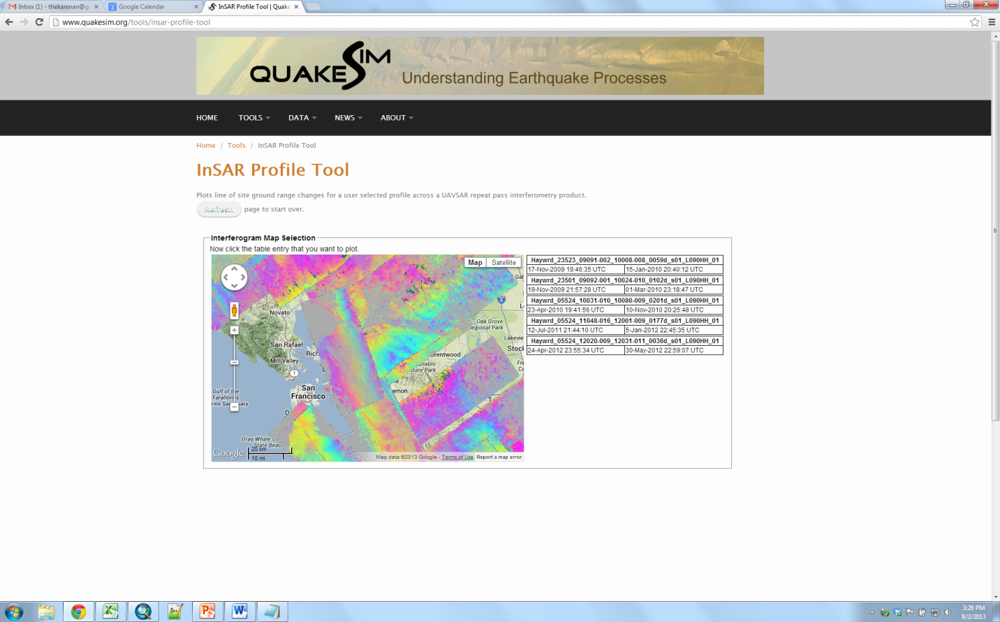 Inbox (1) - thekarenan@g
Google Calendar
InSAR Profile Tool | Quake
www.quakesim.org/tools/insar-profile-tool
QUAKESIM Understanding Earthquake Processes
HOME TOOLS DATA NEWS ABOUT
Home / Tools / InSAR Profile Tool
InSAR Profile Tool
Plots line of site ground range changes for a user selected profile across a UAVSAR repeat pass interferometry product.
Refresh page to start over.
Interferogram Map Selection
Now click the table entry that you want to plot.
Map Satellite
Novato
San Rafael
Mill Valley
1
San
Francisco
Gulf of the
Farallones
rine Sanctuary
Gray Whale
State Bea
Rich
Oak Grove
egional Park
Lakevie
Stock
rentwood
Diablo
State Park
amon
5
20 km
10 mi
Google
Map data ©2013 Google - Terms of Use Report a map error
Haywrd_23523_09091-002_10008-008_0059d_s01_L090HH_01
17-Nov-2009 19:46:35 UTC 15-Jan-2010 20:40:12 UTC
Haywrd_23501_09092-001_10024-010_0102d_s01_L090HH_01
19-Nov-2009 21:57:28 UTC 01-Mar-2010 23:18:47 UTC
Haywrd_05524_10031-010_10080-009_0201d_s01_L090HH_01
23-Apr-2010 19:41:56 UTC 10-Nov-2010 20:25:48 UTC
Haywrd_05524_11048-016_12001-009_0177d_s01_L090HH_01
12-Jul-2011 21:44:10 UTC 5-Jan-2012 22:45:35 UTC
Haywrd_05524_12020-009_12031-011_0036d_s01_L090HH_01
24-Apr-2012 23:55:34 UTC 30-May-2012 22:59:07 UTC
3:28 PM
8/2/2013